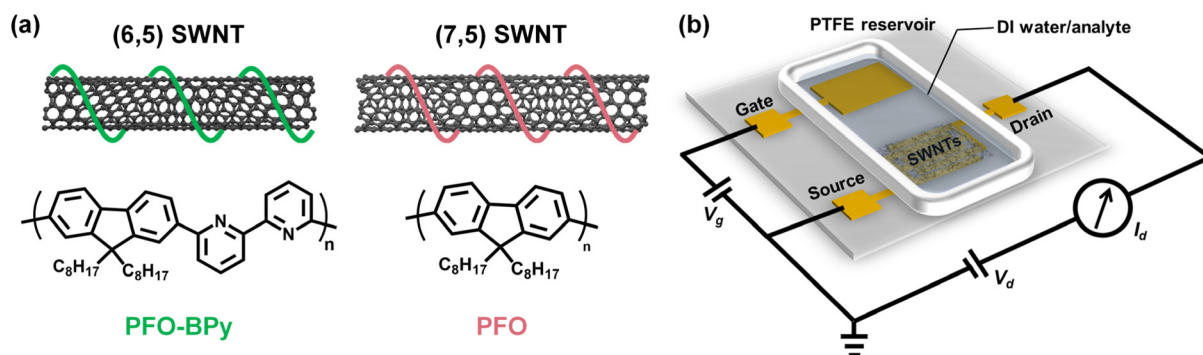 (a)
(6,5) SWNT
(7,5) SWNT
N
N
n
C8H17
C8H17
PFO-BPy
n
C8H17
C8H17
PFO
(b)
PTFE reservoir
DI water/analyte
Gate
Drain
SWNTs
Source
Vg
Id
Vd